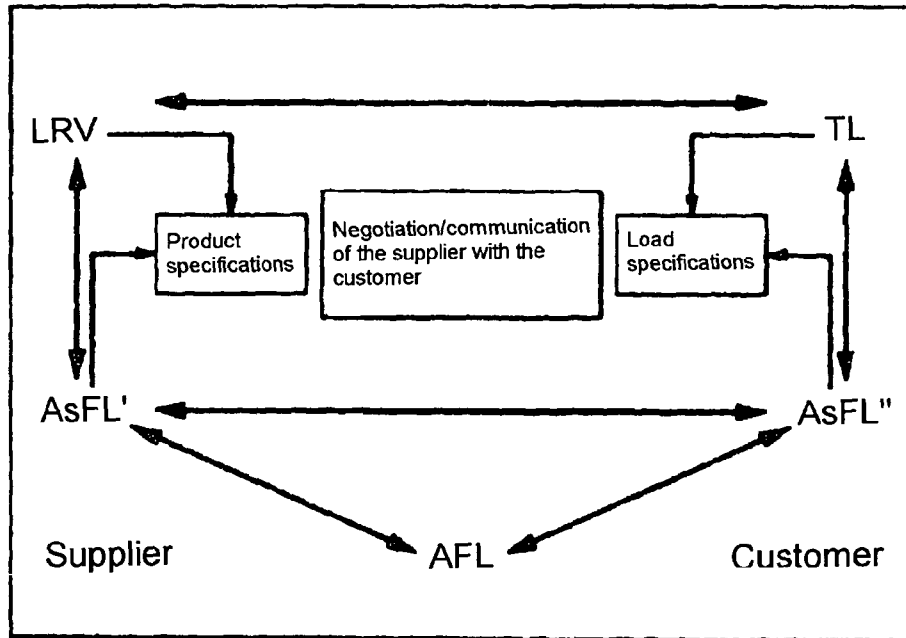 LRV
TL
Product
specifications
Negotiation/communication
of the supplier with the
customer
Load
specifications
AsFL'
AsFL"
Supplier
AFL
Customer